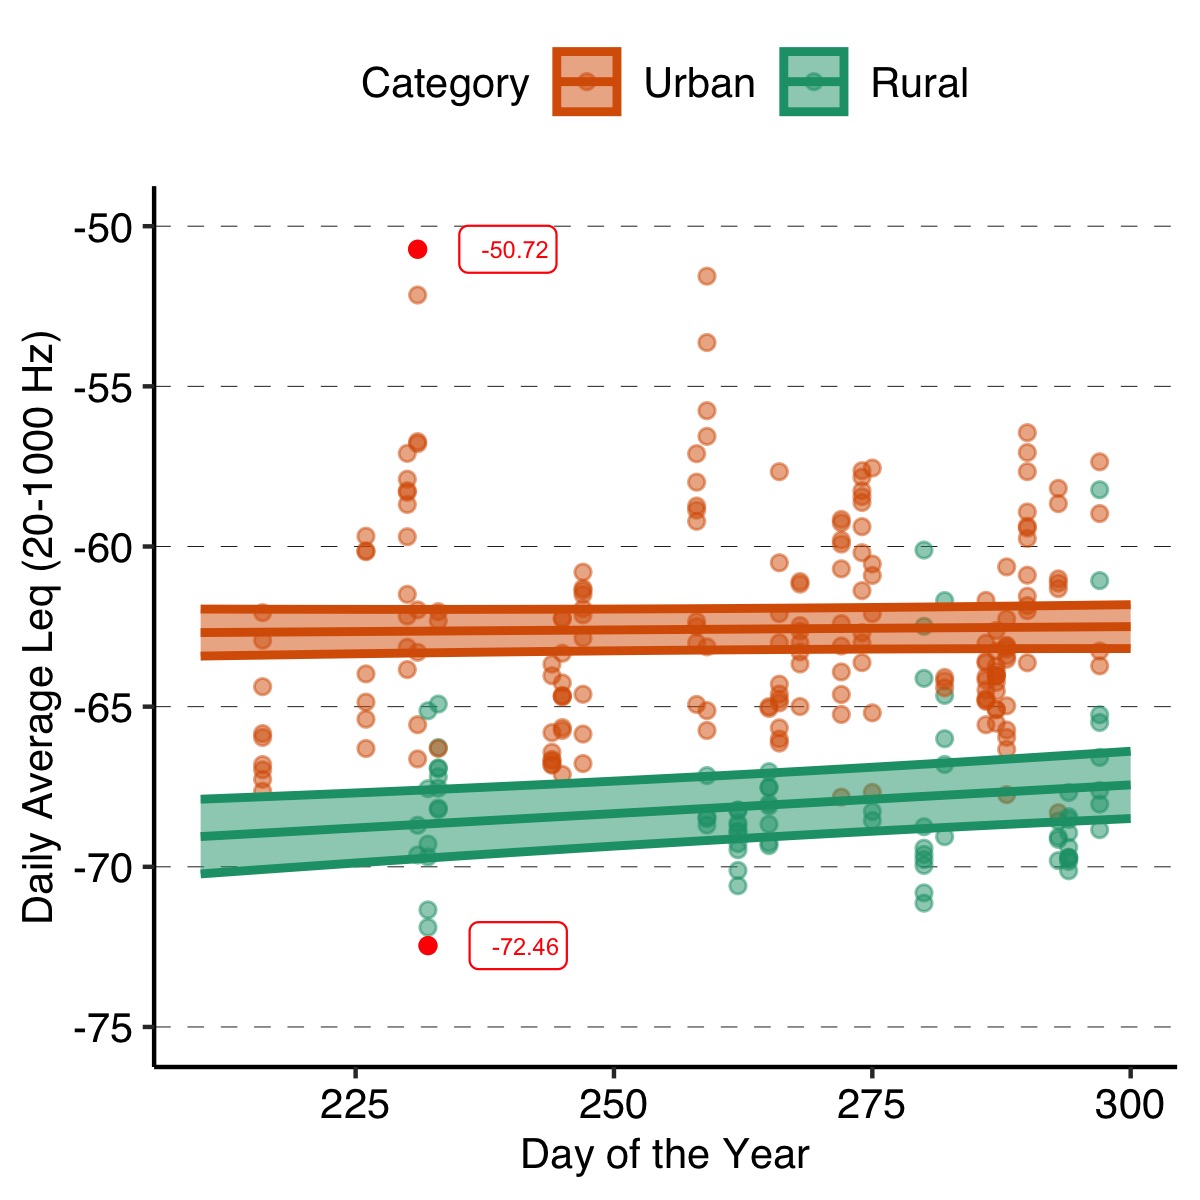 Category Urban Rural
-50
-50.72
-55
-60
-65
-70
-72.46
-75
Daily Average Leq (20-1000 Hz)
225 250 275 300
Day of the Year